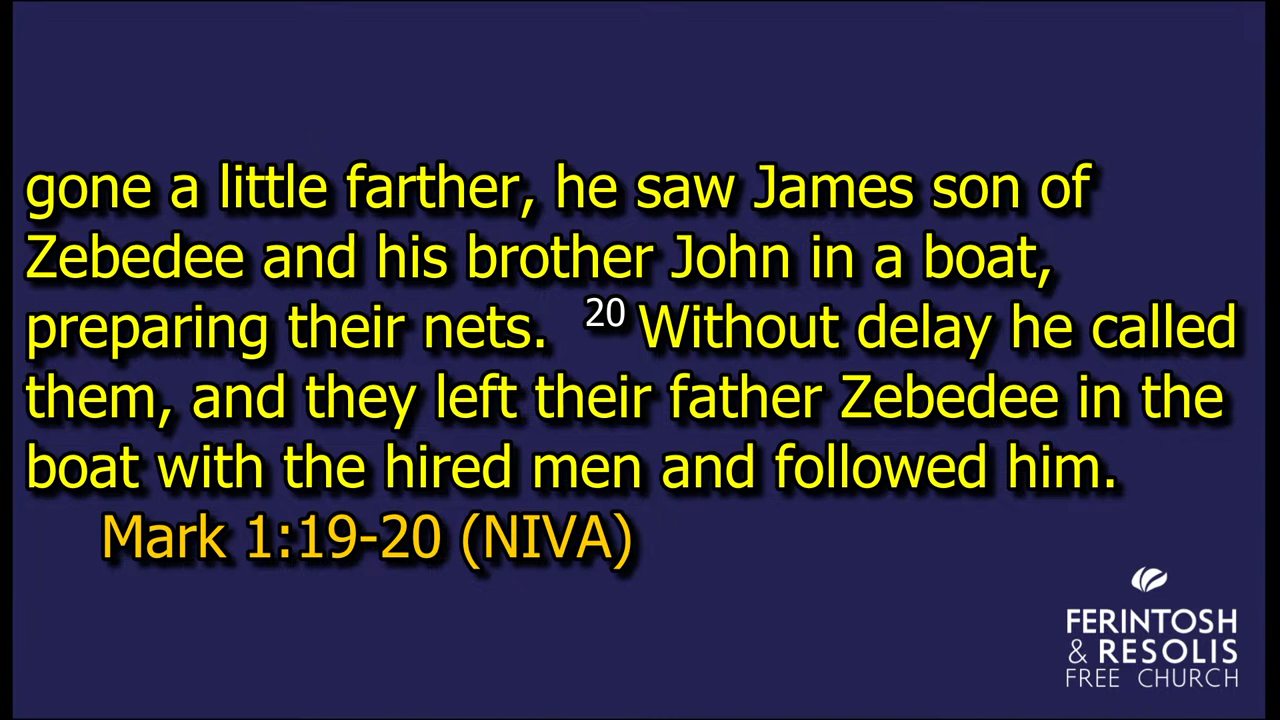 gone a little farther, he saw James son of
Zebedee and his brother John in a boat,
preparing their nets. 20 Without delay he called
them, and they left their father Zebedee in the
boat with the hired men and followed him.
Mark 1:19-20 (NIVA)
FERINTOSH
& RESOLIS
FREE CHURCH